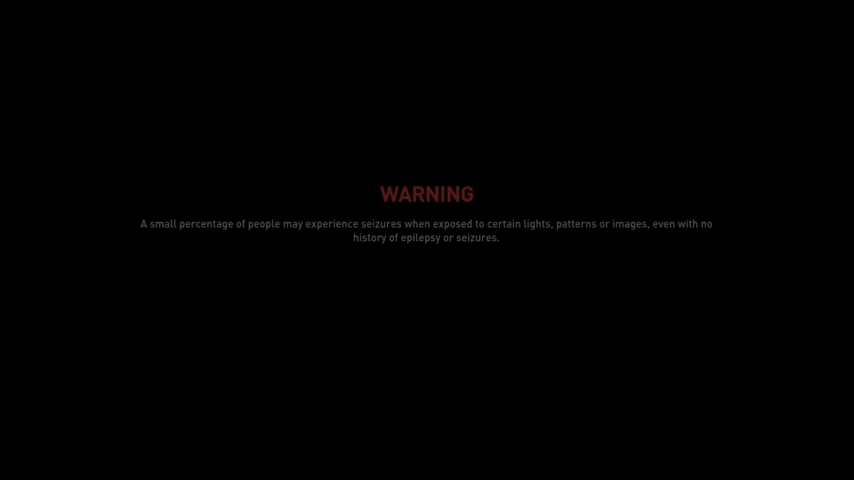 WARNING
A small percentage of people may experience seizures when exposed to certain lights, patterns or images, even with no
history of epilepsy or seizures.